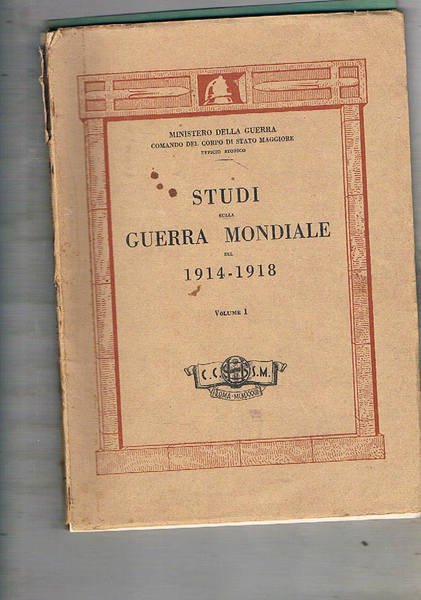 MINISTERO DELLA GUERRA
COMANDO DEL CORPO DI STATO MAGGIORE
UFFICIO STORICO
STUDI
SULLA
GUERRA MONDIALE
DEL
1914-1918
VOLUME I
C.C. S.M.